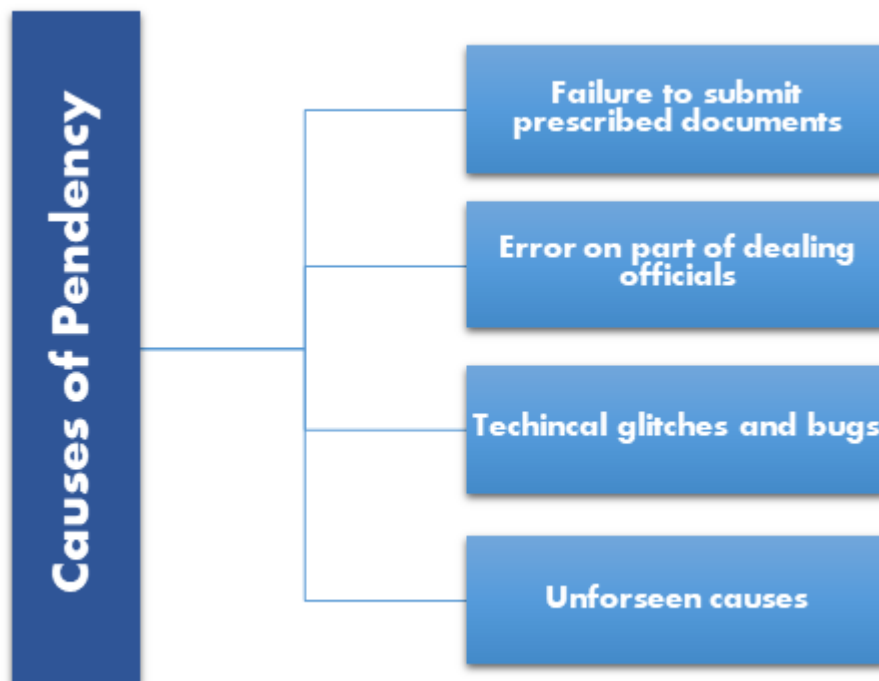 Causes of Pendency
Failure to submit
prescribed documents
Error on part of dealing
officials
Techincal glitches and bugs
Unforseen causes